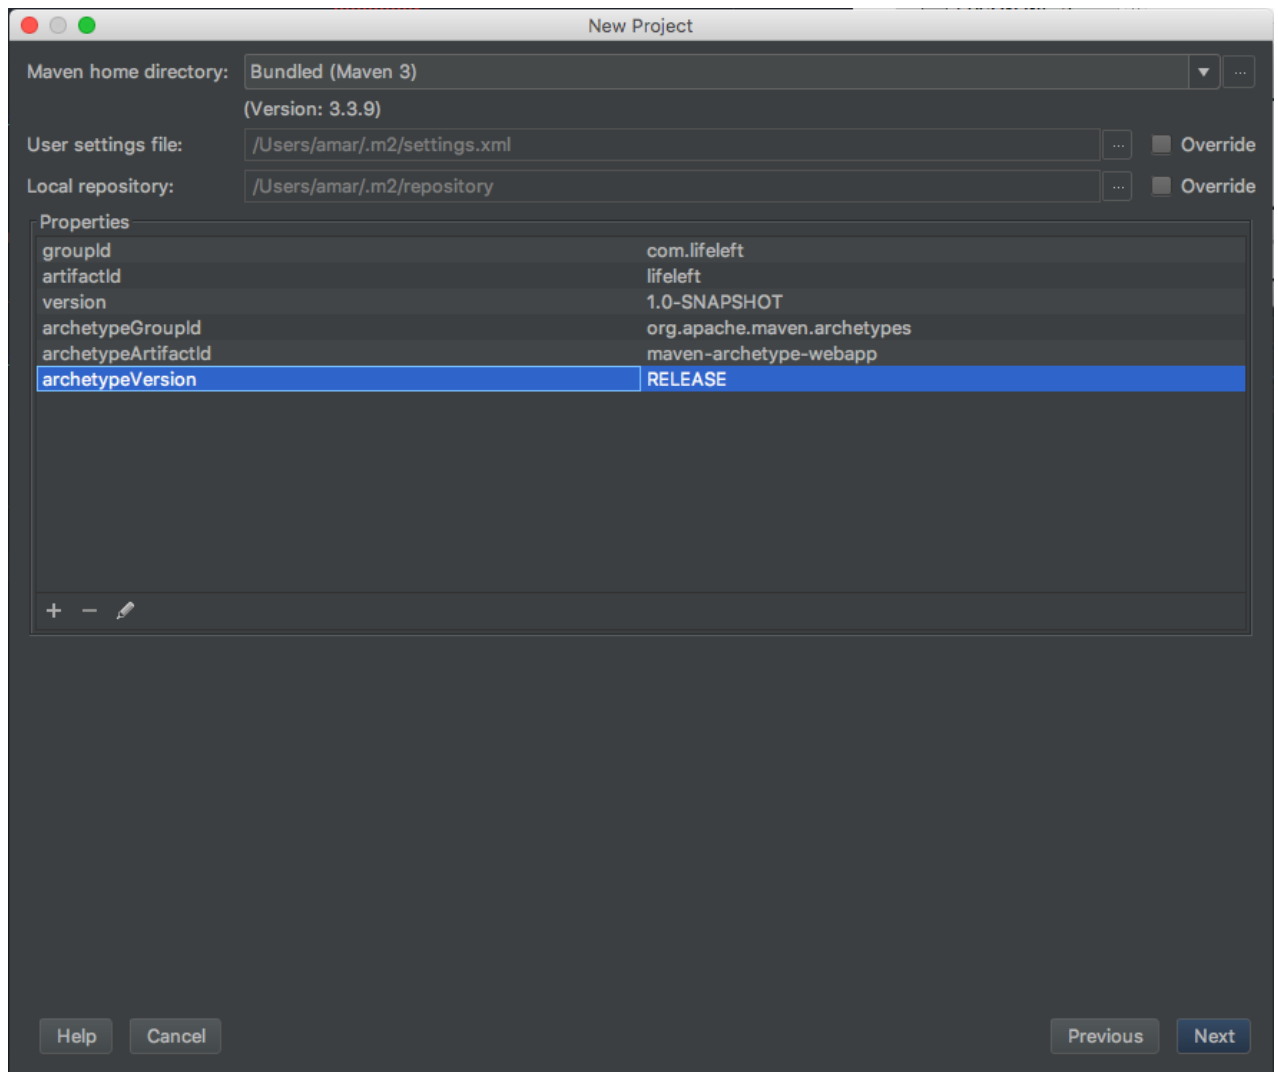 New Project
Maven home directory: Bundled (Maven 3) ...
(Version: 3.3.9)
User settings file: /Users/amar/.m2/settings.xml ... Override
Local repository: /Users/amar/.m2/repository ... Override
Properties
groupId com.lifeleft
artifactId lifeleft
version 1.0-SNAPSHOT
archetypeGroupId org.apache.maven.archetypes
archetypeArtifactId maven-archetype-webapp
archetypeVersion RELEASE
Help Cancel Previous Next